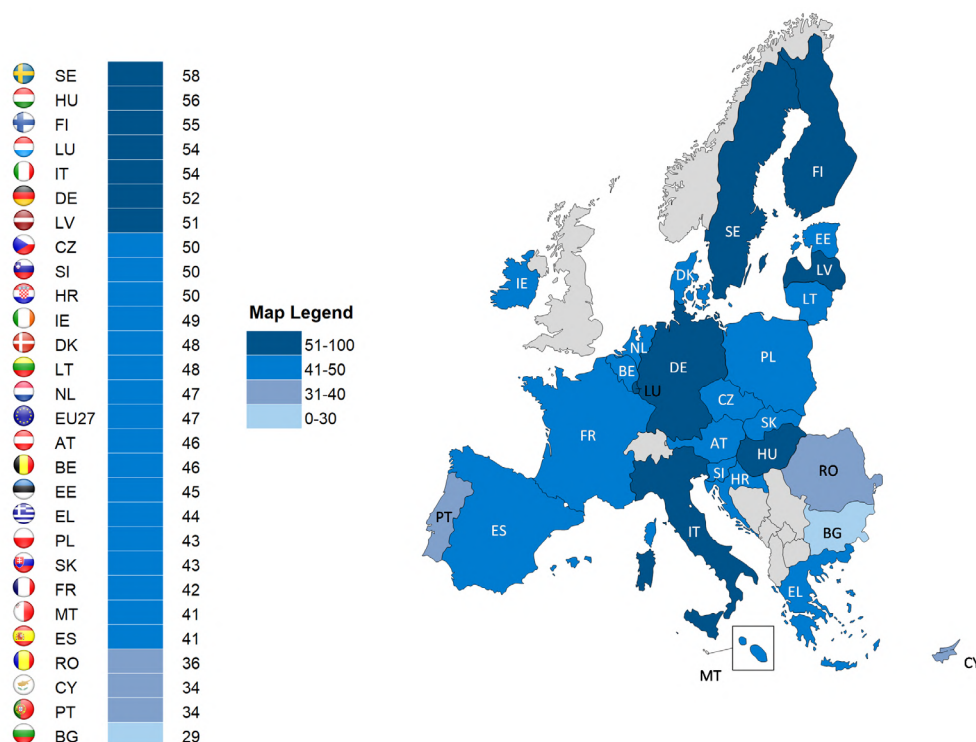 SE 58
HU 56
FI 55
LU 54
IT 54
DE 52
LV 51
CZ 50
SI 50
HR 50
IE 49
DK 48
LT 48
NL 47
EU27 47
AT 46
BE 46
EE 45
EL 44
PL 43
SK 43
FR 42
MT 41
ES 41
RO 36
CY 34
PT 34
BG 29
Map Legend
51-100
41-50
31-40
0-30
FI
SE
EE
LV
DK
LT
IE
NL
PL
BE
DE
LU
CZ
SK
FR
AT
HU
SI
HR
RO
PT
ES
IT
BG
EL
MT
CY